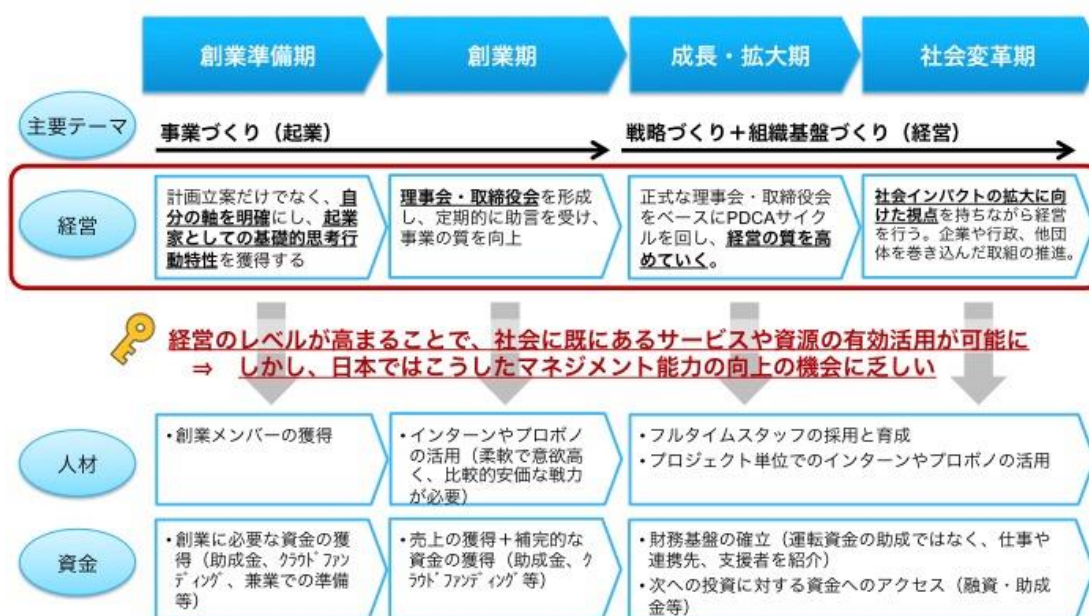 創業準備期
創業期
成長・拡大期
社会変革期
主要テーマ
事業づくり（起業）
戦略づくり＋組織基盤づくり（経営）
経営
計画立案だけでなく、自
分の軸を明確にし、起業
家としての基礎的思考行
動特性を獲得する
理事会・取締役会を形成
し、定期的に助言を受け、
事業の質を向上
正式な理事会・取締役会
をベースにPDCAサイク
ルを回し、経営の質を高
めていく。
社会インパクトの拡大に向
けた視点を持ちながら経営
を行う。企業や行政、他団
体を巻き込んだ取組の推進。
経営のレベルが高まることで、社会に既にあるサービスや資源の有効活用が可能に
⇒ しかし、日本ではこうしたマネジメント能力の向上の機会に乏しい
人材
・創業メンバーの獲得
・インターンやプロボノ
の活用（柔軟で意欲高
く、比較的安価な戦力
が必要）
・フルタイムスタッフの採用と育成
・プロジェクト単位でのインターンやプロボノの活用
資金
・創業に必要な資金の獲
得（助成金、ｸﾗｳﾄﾞﾌｧﾝ
ﾃﾞｨﾝｸﾞ、兼業での準備
等）
・売上の獲得＋補完的な
資金の獲得（助成金、ｸ
ﾗｳﾄﾞﾌｧﾝﾃﾞｨﾝｸﾞ等）
・財務基盤の確立（運転資金の助成ではなく、仕事や
連携先、支援者を紹介）
・次への投資に対する資金へのアクセス（融資・助成
金等）